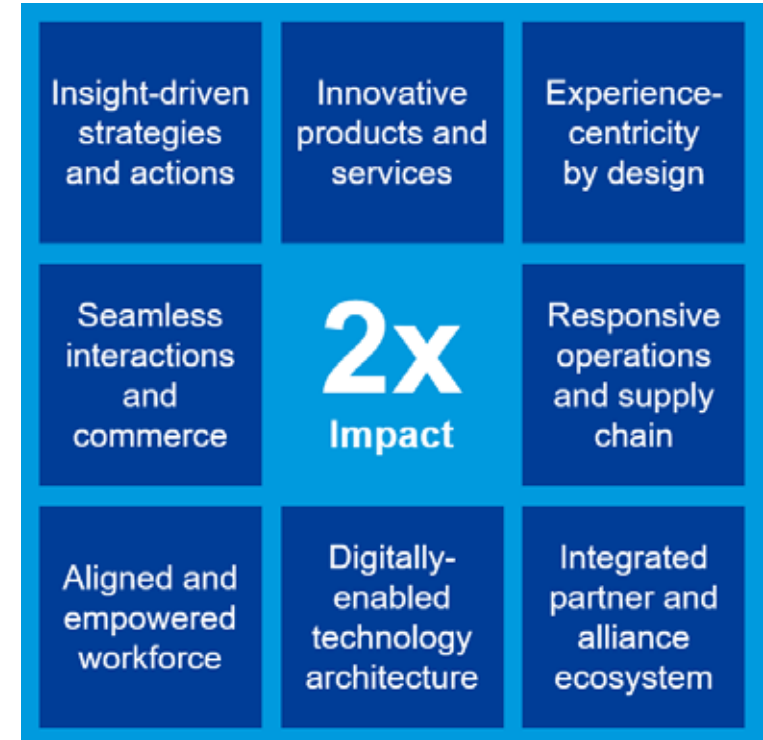 Insight-driven
strategies
and actions
Innovative
products and
services
Experience-
centricity
by design
Seamless
interactions
and
commerce
2x
Impact
Responsive
operations
and supply
chain
Aligned and
empowered
workforce
Digitally-
enabled
technology
architecture
Integrated
partner and
alliance
ecosystem